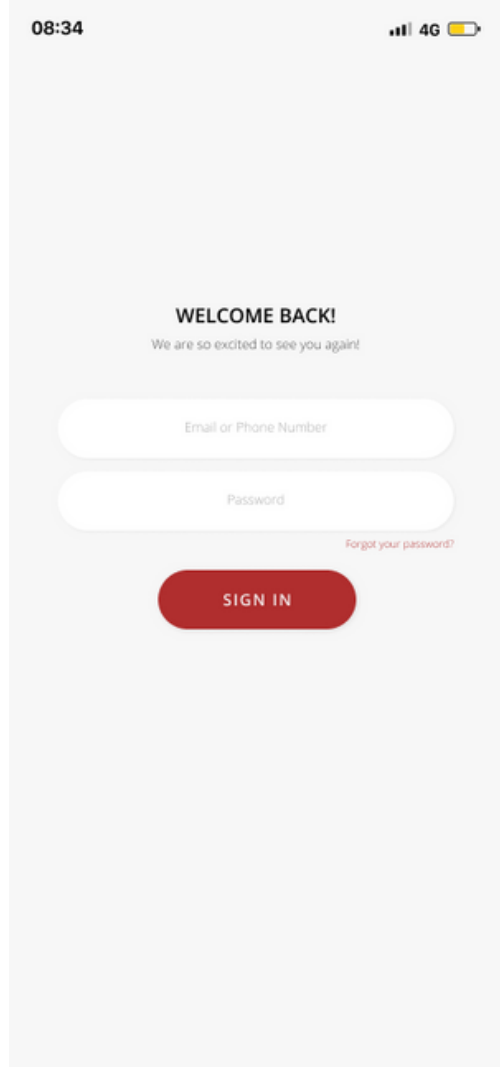 08:34 4G
WELCOME BACK!
We are so excited to see you again!
Email or Phone Number
Password
Forgot your password?
SIGN IN